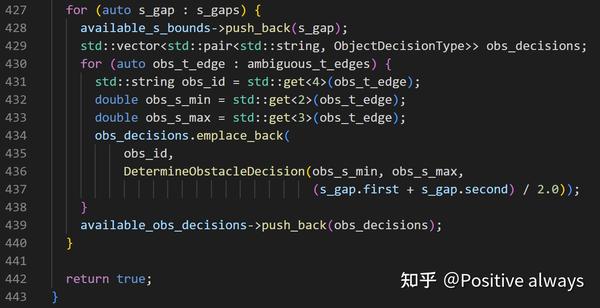 427 for (auto s_gap : s_gaps) {
428 available_s_bounds->push_back(s_gap);
429 std::vector<std::pair<std::string, ObjectDecisionType>> obs_decisions;
430 for (auto obs_t_edge : ambiguous_t_edges) {
431 std::string obs_id = std::get<4>(obs_t_edge);
432 double obs_s_min = std::get<2>(obs_t_edge);
433 double obs_s_max = std::get<3>(obs_t_edge);
434 obs_decisions.emplace_back(
435 obs_id,
436 DetermineObstacleDecision(obs_s_min, obs_s_max,
437 (s_gap.first + s_gap.second) / 2.0));
438 }
439 available_obs_decisions->push_back(obs_decisions);
440 }
441
442 return true;
443 }
知乎 @Positive always